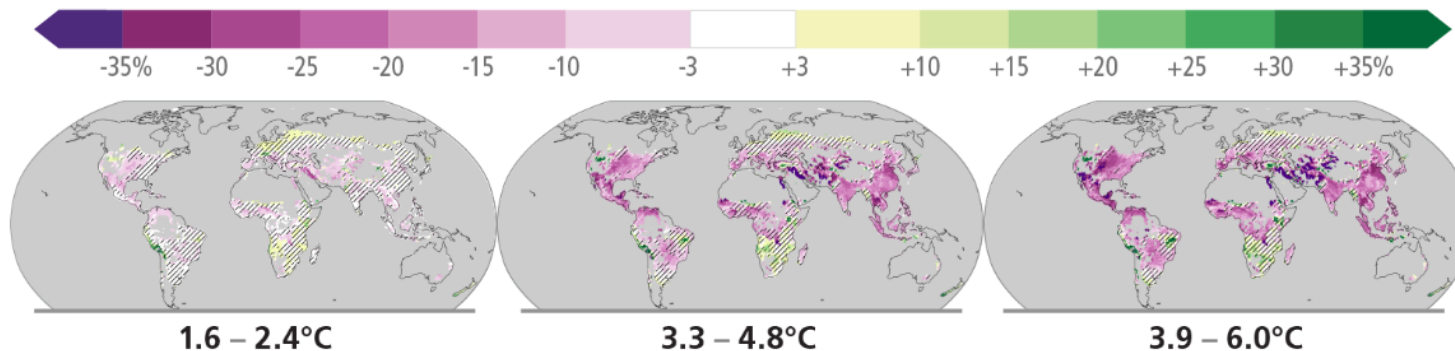 -35% -30 -25 -20 -15 -10 -3 +3 +10 +15 +20 +25 +30 +35%
1.6 – 2.4°C 3.3 – 4.8°C 3.9 – 6.0°C